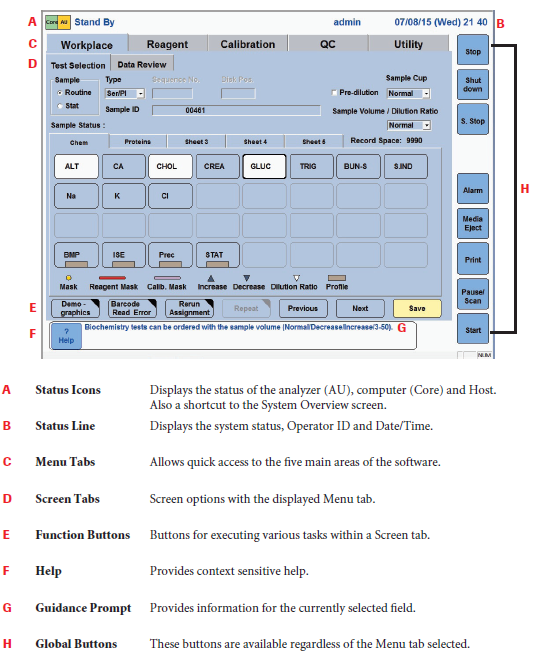 A Core AU Stand By admin 07/08/15 (Wed) 21 40 B
C Workplace Reagent Calibration QC Utility Stop
D Test Selection Data Review
Sample Type Sequence No. Disk Pos. Sample Cup Shut down
Routine Ser/Pl Pre-dilution Normal
Stat Sample ID 00461 Sample Volume / Dilution Ratio S. Stop
Sample Status : Normal
Chem Proteins Sheet 3 Sheet 4 Sheet 5 Record Space: 9990
ALT CA CHOL CREA GLUC TRIG BUN-S S.IND
Na K Cl Alarm
H
Media Eject
BMP ISE Prec STAT Print
Mask Reagent Mask Calib. Mask Increase Decrease Dilution Ratio Profile
E Demo - graphics Barcode Read Error Rerun Assignment Repeat Previous Next Save Pause/ Scan
F ? Help Biochemistry tests can be ordered with the sample volume (Normal/Decrease/Increase/3-50). G Start
NUM
A Status Icons Displays the status of the analyzer (AU), computer (Core) and Host.
Also a shortcut to the System Overview screen.
B Status Line Displays the system status, Operator ID and Date/Time.
C Menu Tabs Allows quick access to the five main areas of the software.
D Screen Tabs Screen options with the displayed Menu tab.
E Function Buttons Buttons for executing various tasks within a Screen tab.
F Help Provides context sensitive help.
G Guidance Prompt Provides information for the currently selected field.
H Global Buttons These buttons are available regardless of the Menu tab selected.